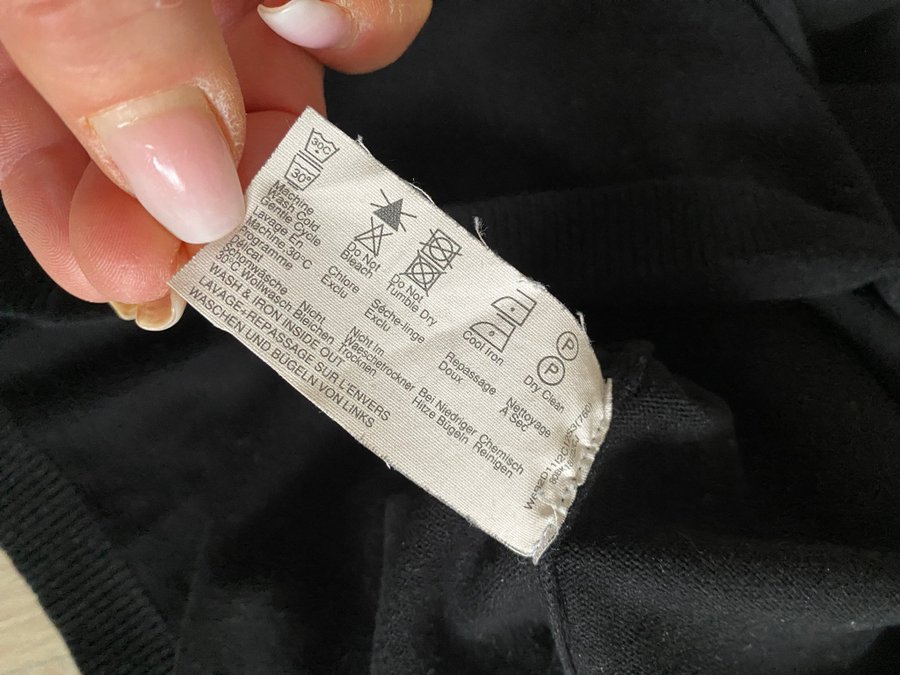 30C
30°
Machine
Wash Cold
Gentle Cycle
Lavage En
Machine 30°C
Programme
Délicat
Schonwäsche
30°C Wollwasch
Do Not
Bleach
Chlore
Exclu
Nicht
Bleichen
Do Not
Tumble Dry
Sèche-linge
Exclu
Nicht im
Waeschetrockner
Trocknen
Cool Iron
Repassage
Doux
Bei Niedriger
Hitze Bügeln
P
P
Dry Clean
Nettoyage
A Sec
Chemisch
Reinigen
WASH & IRON INSIDE OUT
LAVAGE+REPASSAGE SUR L'ENVERS
WASCHEN UND BÜGELN VON LINKS